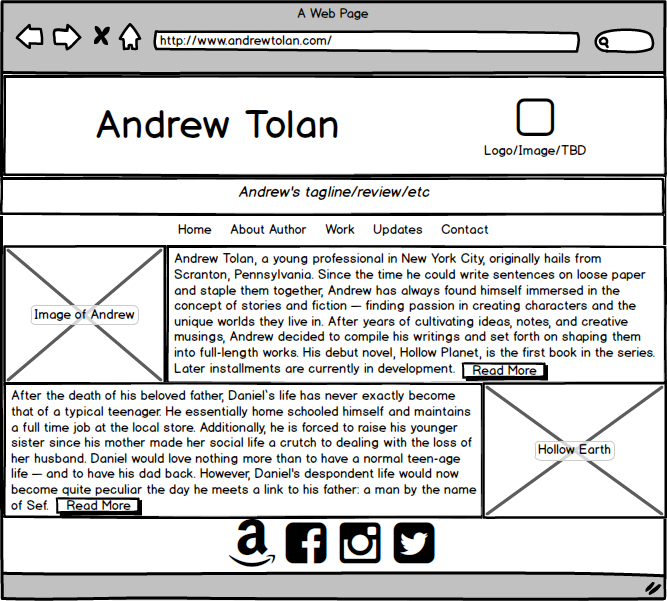 A Web Page
http://www.andrewtolan.com/
Andrew Tolan
Logo/Image/TBD
Andrew's tagline/review/etc
Home About Author Work Updates Contact
Image of Andrew
Andrew Tolan, a young professional in New York City, originally hails from
Scranton, Pennsylvania. Since the time he could write sentences on loose paper
and staple them together, Andrew has always found himself immersed in the
concept of stories and fiction — finding passion in creating characters and the
unique worlds they live in. After years of cultivating ideas, notes, and creative
musings, Andrew decided to compile his writings and set forth on shaping them
into full-length works. His debut novel, Hollow Planet, is the first book in the series.
Later installments are currently in development. Read More
After the death of his beloved father, Daniel`s life has never exactly become
that of a typical teenager. He essentially home schooled himself and maintains
a full time job at the local store. Additionally, he is forced to raise his younger
sister since his mother made her social life a crutch to dealing with the loss of
her husband. Daniel would love nothing more than to have a normal teen-age
life — and to have his dad back. However, Daniel's despondent life would now
become quite peculiar the day he meets a link to his father: a man by the name
of Sef. Read More
Hollow Earth